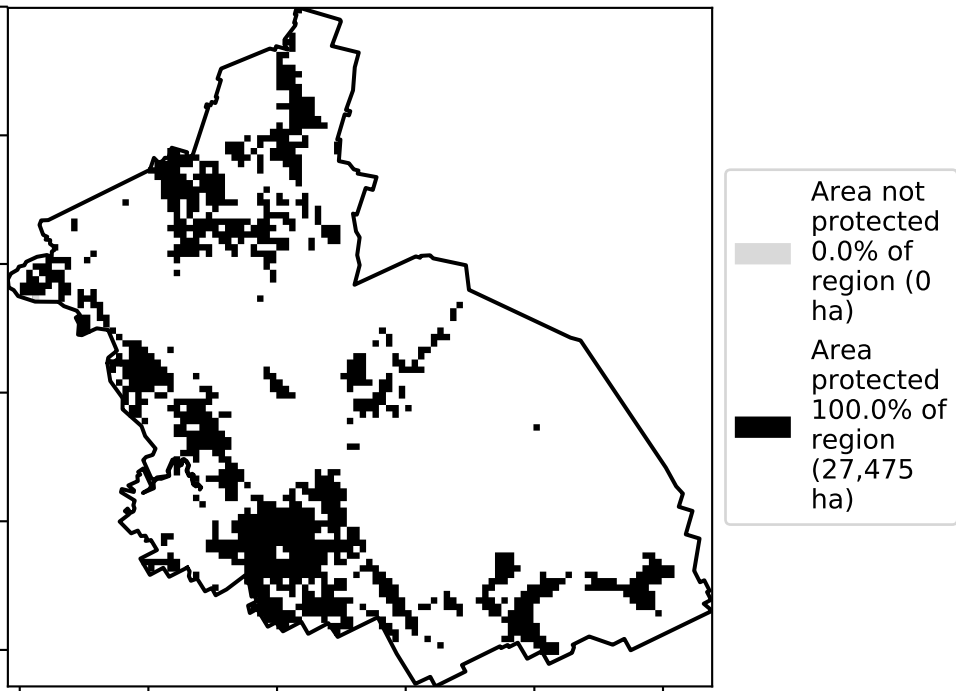 Area not
protected
0.0% of
region (0
ha)
Area
protected
100.0% of
region
(27,475
ha)